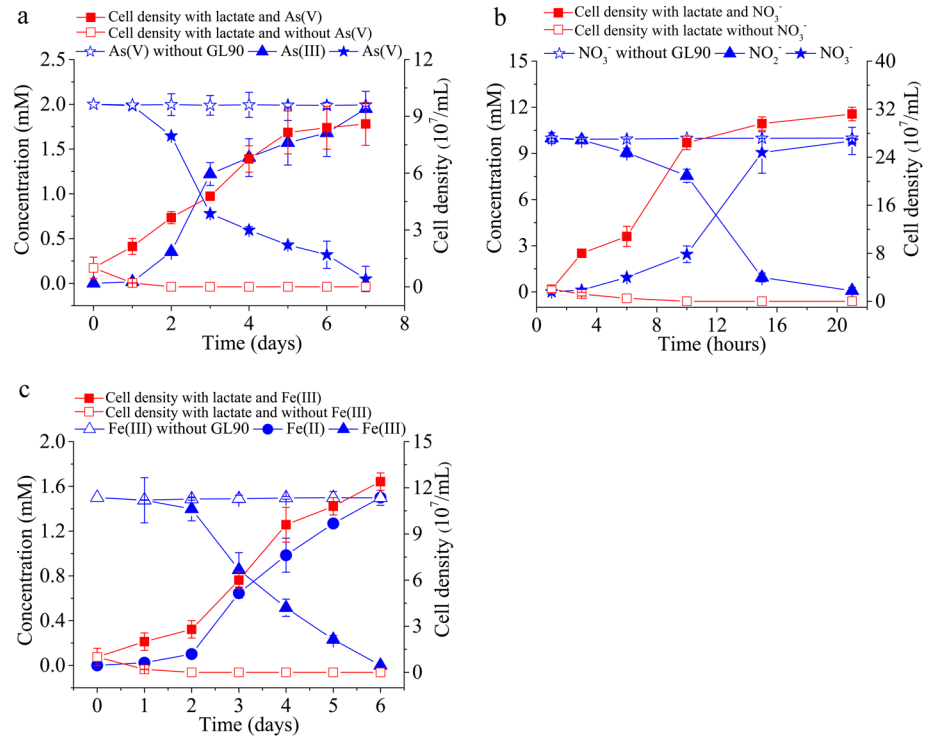 a
Cell density with lactate and As(V)
Cell density with lactate and without As(V)
As(V) without GL90 As(III) As(V)
2.5
2.0
1.5
1.0
0.5
0.0
Concentration (mM)
12
9
6
3
0
Cell density (10⁷/mL)
0 1 2 3 4 5 6 7 8
Time (days)
b
Cell density with lactate and NO₃⁻
Cell density with lactate without NO₃⁻
NO₃⁻ without GL90 NO₂⁻ NO₃⁻
15
12
9
6
3
0
Concentration (mM)
40
32
24
16
8
0
Cell density (10⁷/mL)
0 4 8 12 16 20
Time (hours)
c
Cell density with lactate and Fe(III)
Cell density with lactate and without Fe(III)
Fe(III) without GL90 Fe(II) Fe(III)
2.0
1.6
1.2
0.8
0.4
0.0
Concentration (mM)
15
12
9
6
3
0
Cell density (10⁷/mL)
0 1 2 3 4 5 6
Time (days)